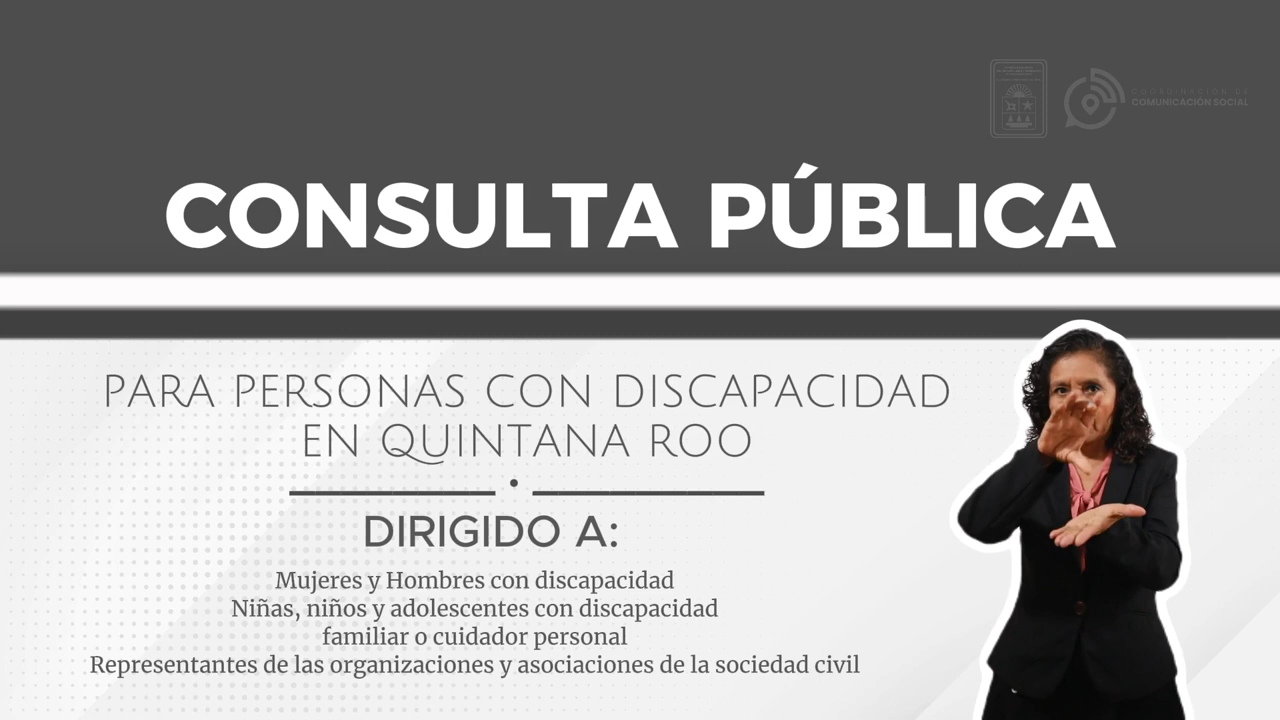 COORDINACIÓN DE
COMUNICACIÓN SOCIAL
CONSULTA PÚBLICA
PARA PERSONAS CON DISCAPACIDAD
EN QUINTANA ROO
DIRIGIDO A:
Mujeres y Hombres con discapacidad
Niñas, niños y adolescentes con discapacidad
familiar o cuidador personal
Representantes de las organizaciones y asociaciones de la sociedad civil